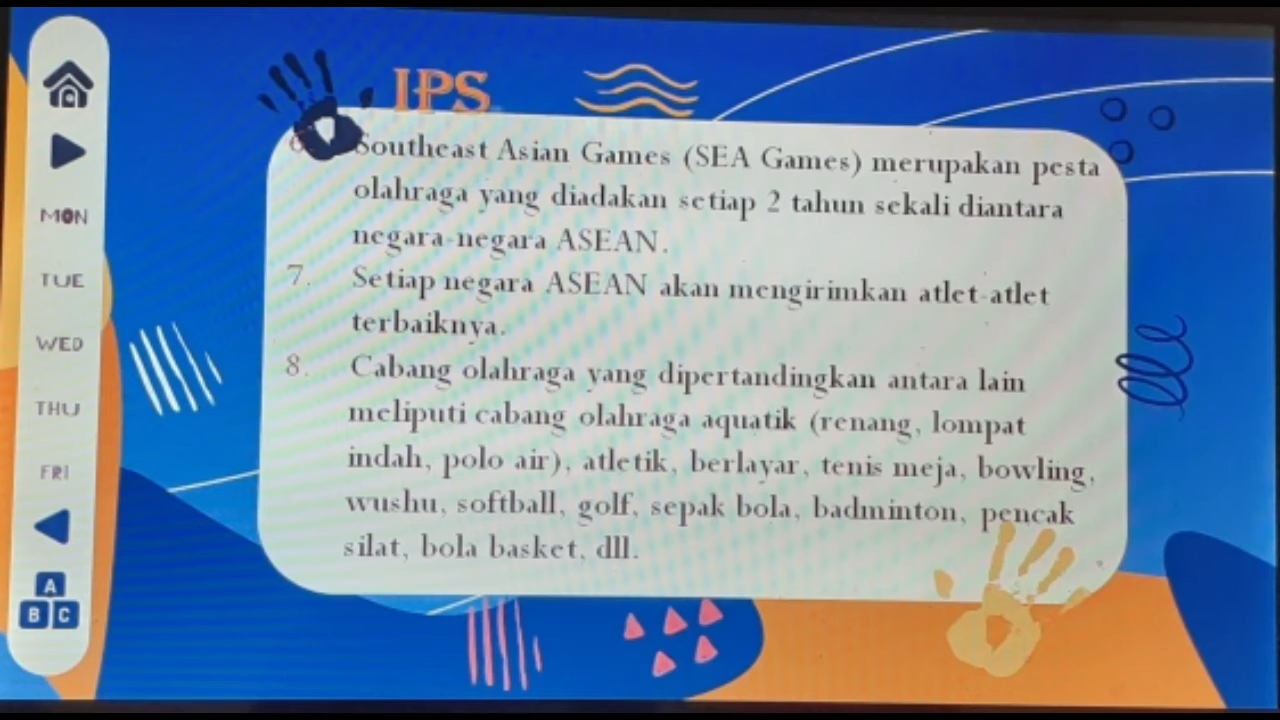 IPS
6. Southeast Asian Games (SEA Games) merupakan pesta
olahraga yang diadakan setiap 2 tahun sekali diantara
negara-negara ASEAN.
7. Setiap negara ASEAN akan mengirimkan atlet-atlet
terbaiknya.
8. Cabang olahraga yang dipertandingkan antara lain
meliputi cabang olahraga aquatik (renang, lompat
indah, polo air), atletik, berlayar, tenis meja, bowling,
wushu, softball, golf, sepak bola, badminton, pencak
silat, bola basket, dll.
MON
TUE
WED
THU
FRI
A
B C